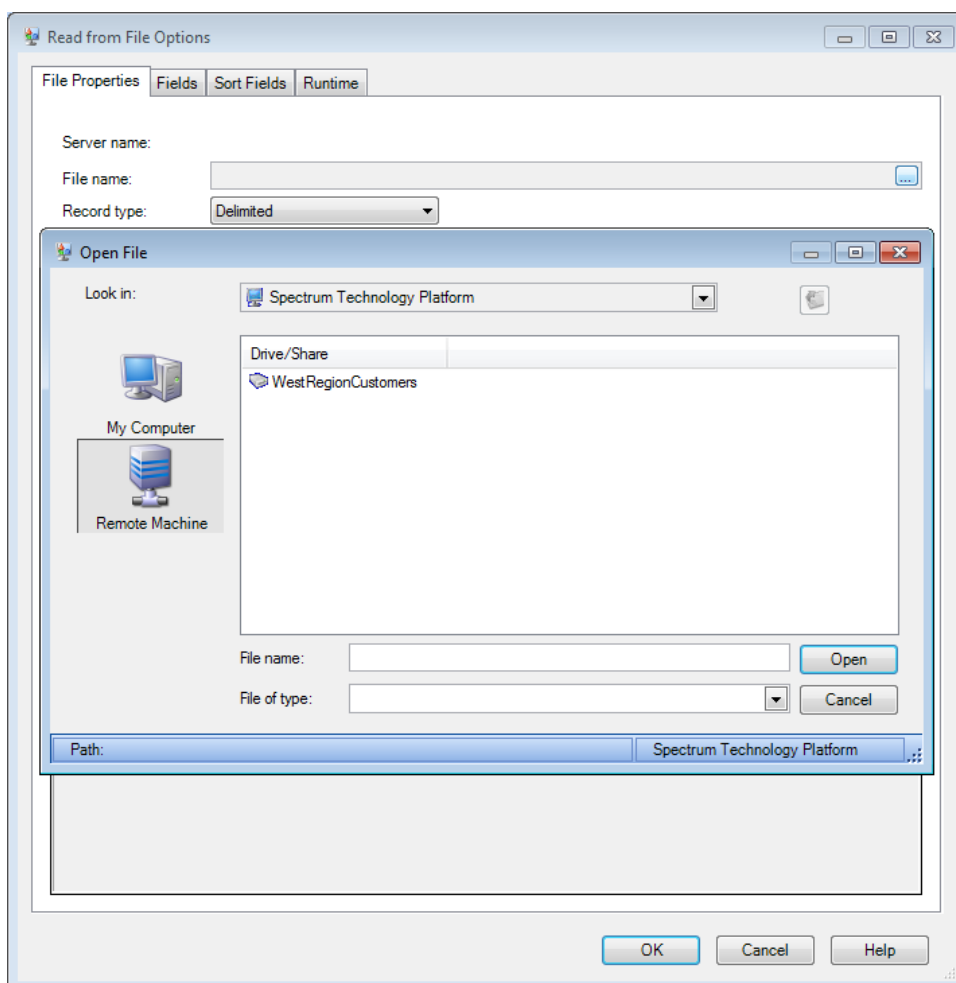 Read from File Options
File Properties Fields Sort Fields Runtime
Server name:
File name: ...
Record type: Delimited
Open File
Look in: Spectrum Technology Platform
Drive/Share
WestRegionCustomers
My Computer
Remote Machine
File name: Open
File of type: Cancel
Path: Spectrum Technology Platform
OK Cancel Help